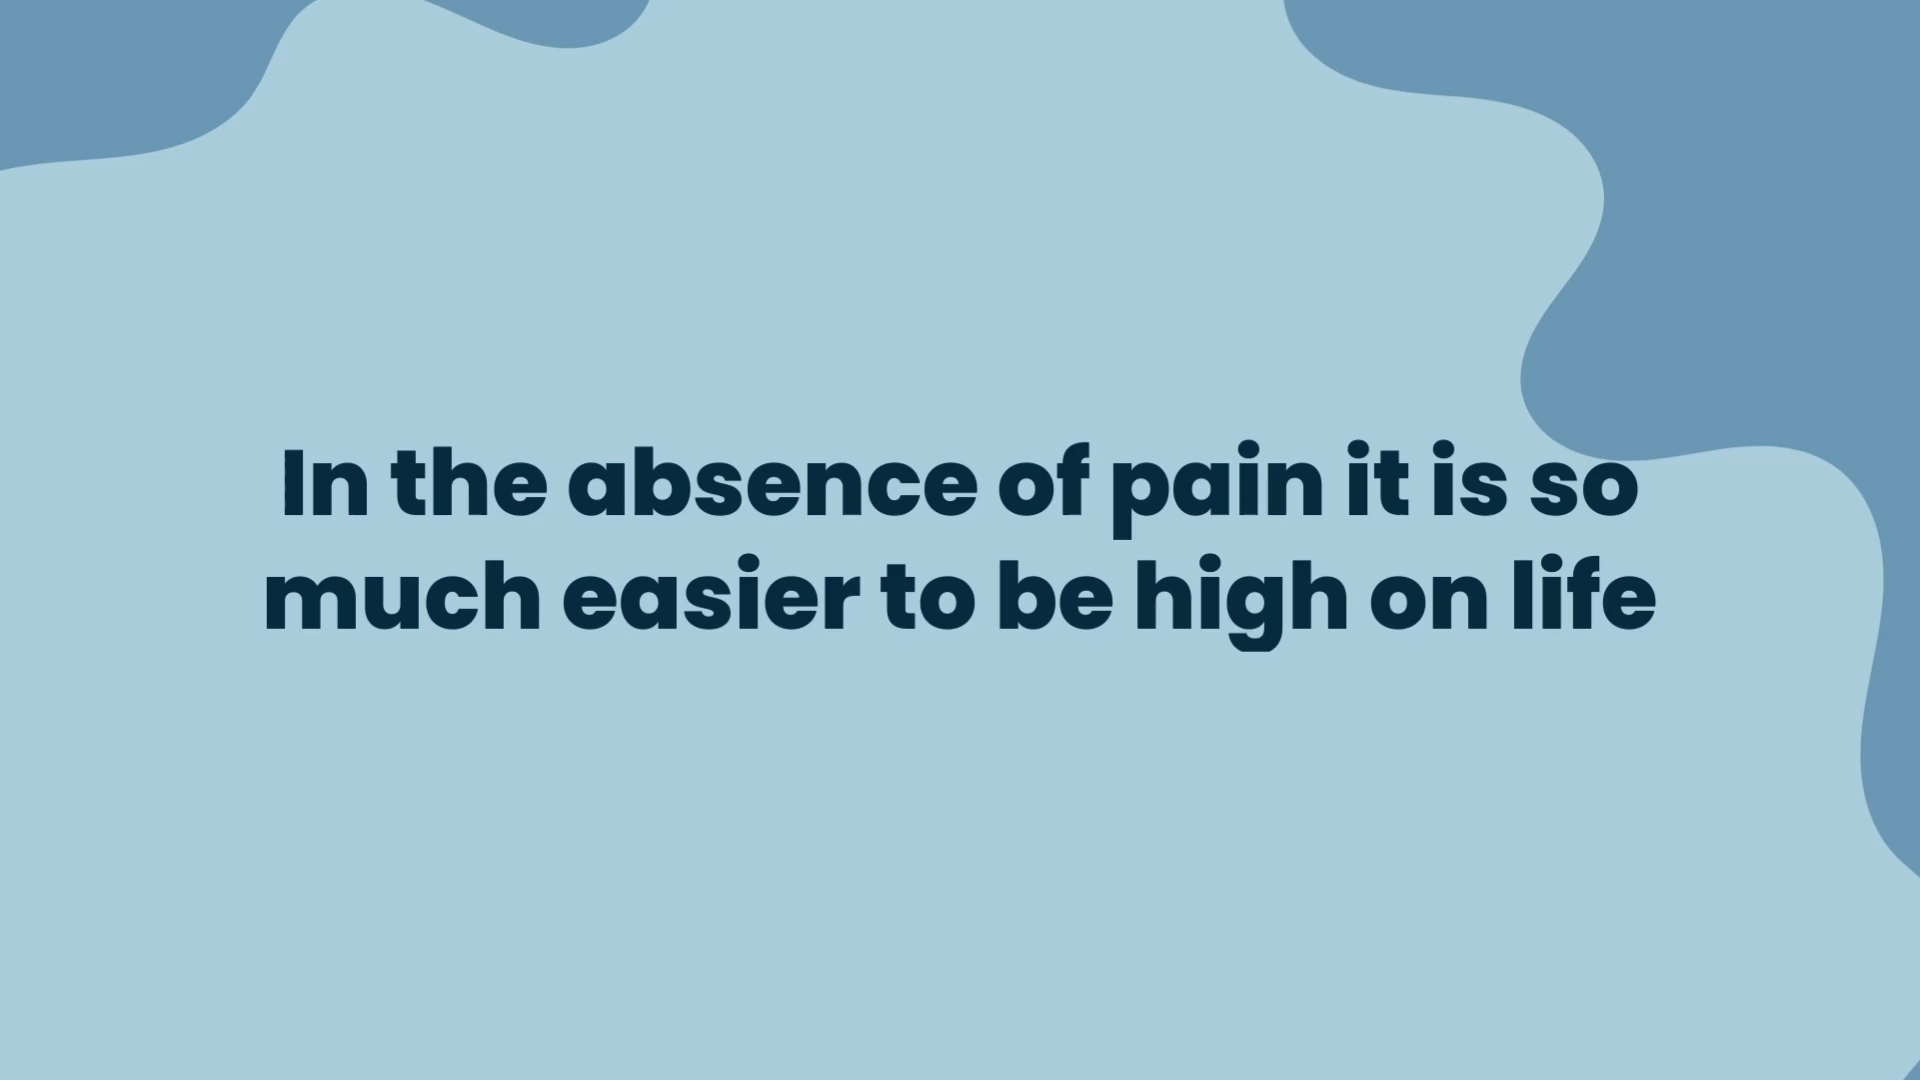 In the absence of pain it is so
much easier to be high on life